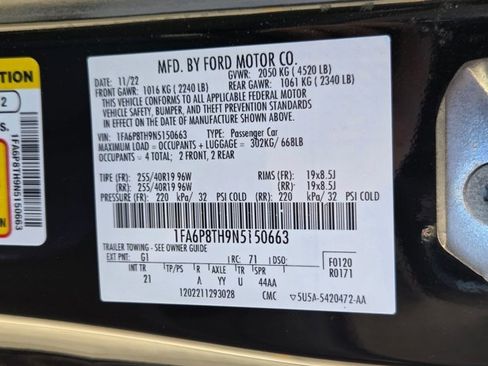 MFD. BY FORD MOTOR CO.
DATE: 11/22 GVWR: 2050 KG ( 4520 LB)
FRONT GAWR: 1016 KG ( 2240 LB) REAR GAWR: 1061 KG ( 2340 LB)
THIS VEHICLE CONFORMS TO ALL APPLICABLE FEDERAL MOTOR
VEHICLE SAFETY, BUMPER, AND THEFT PREVENTION STANDARDS
IN EFFECT ON THE DATE OF MANUFACTURE SHOWN ABOVE.
VIN: 1FA6P8TH9N5150663 TYPE: Passenger Car
MAXIMUM LOAD = OCCUPANTS + LUGGAGE = 302KG/ 668LB
OCCUPANTS = 4 TOTAL; 2 FRONT, 2 REAR
TIRE (FR): 255/40R19 96W RIMS (FR): 19x8.5J
(RR): 255/40R19 96W (RR): 19x8.5J
PRESSURE (FR): 220 kPa/ 32 PSI COLD (RR): 220 kPa/ 32 PSI COLD
1FA6P8TH9N5150663
TRAILER TOWING - SEE OWNER GUIDE
EXT PNT: G1 RC: 71 DSO: F0120
INT TR TP/PS R AXLE TR SPR R0171
21 A U 44AA
1202211293028 CMC 5U5A-5420472-AA
TION
2
S.
1FA6P8TH9N5150663